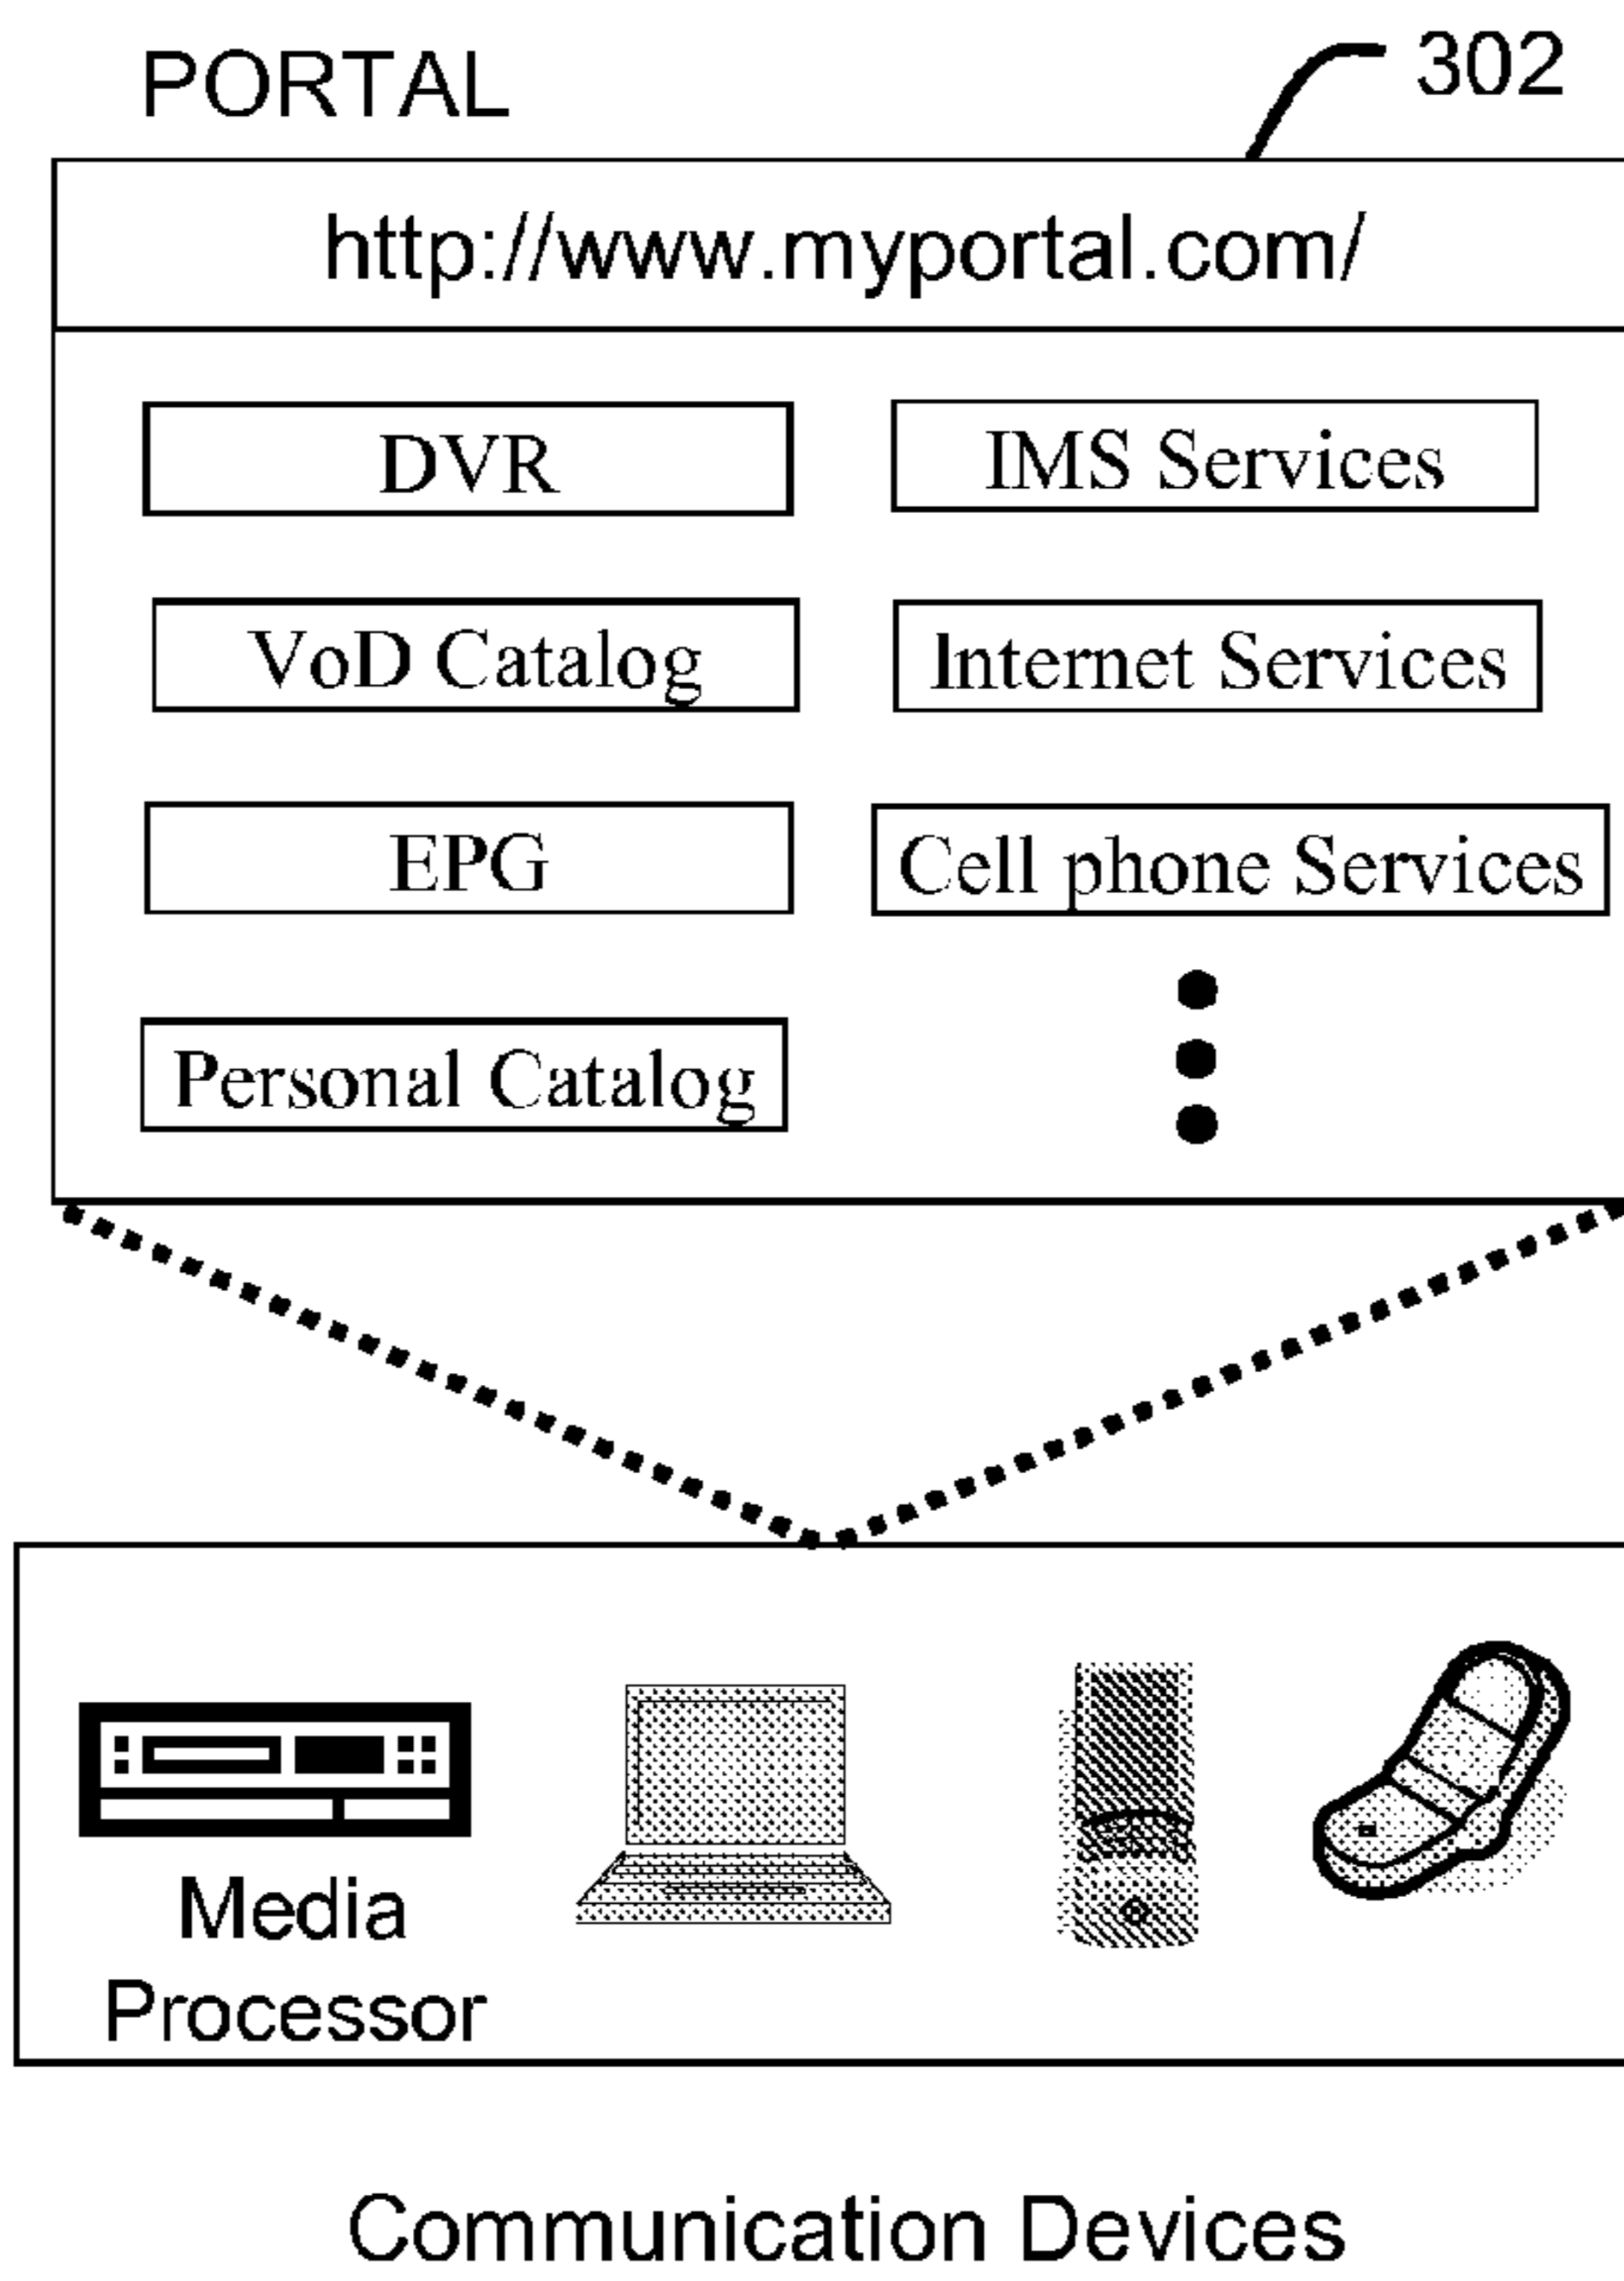 PORTAL
302
http://www.myportal.com/
DVR
IMS Services
VoD Catalog
Internet Services
EPG
Cell phone Services
Personal Catalog
Media
Processor
Communication Devices